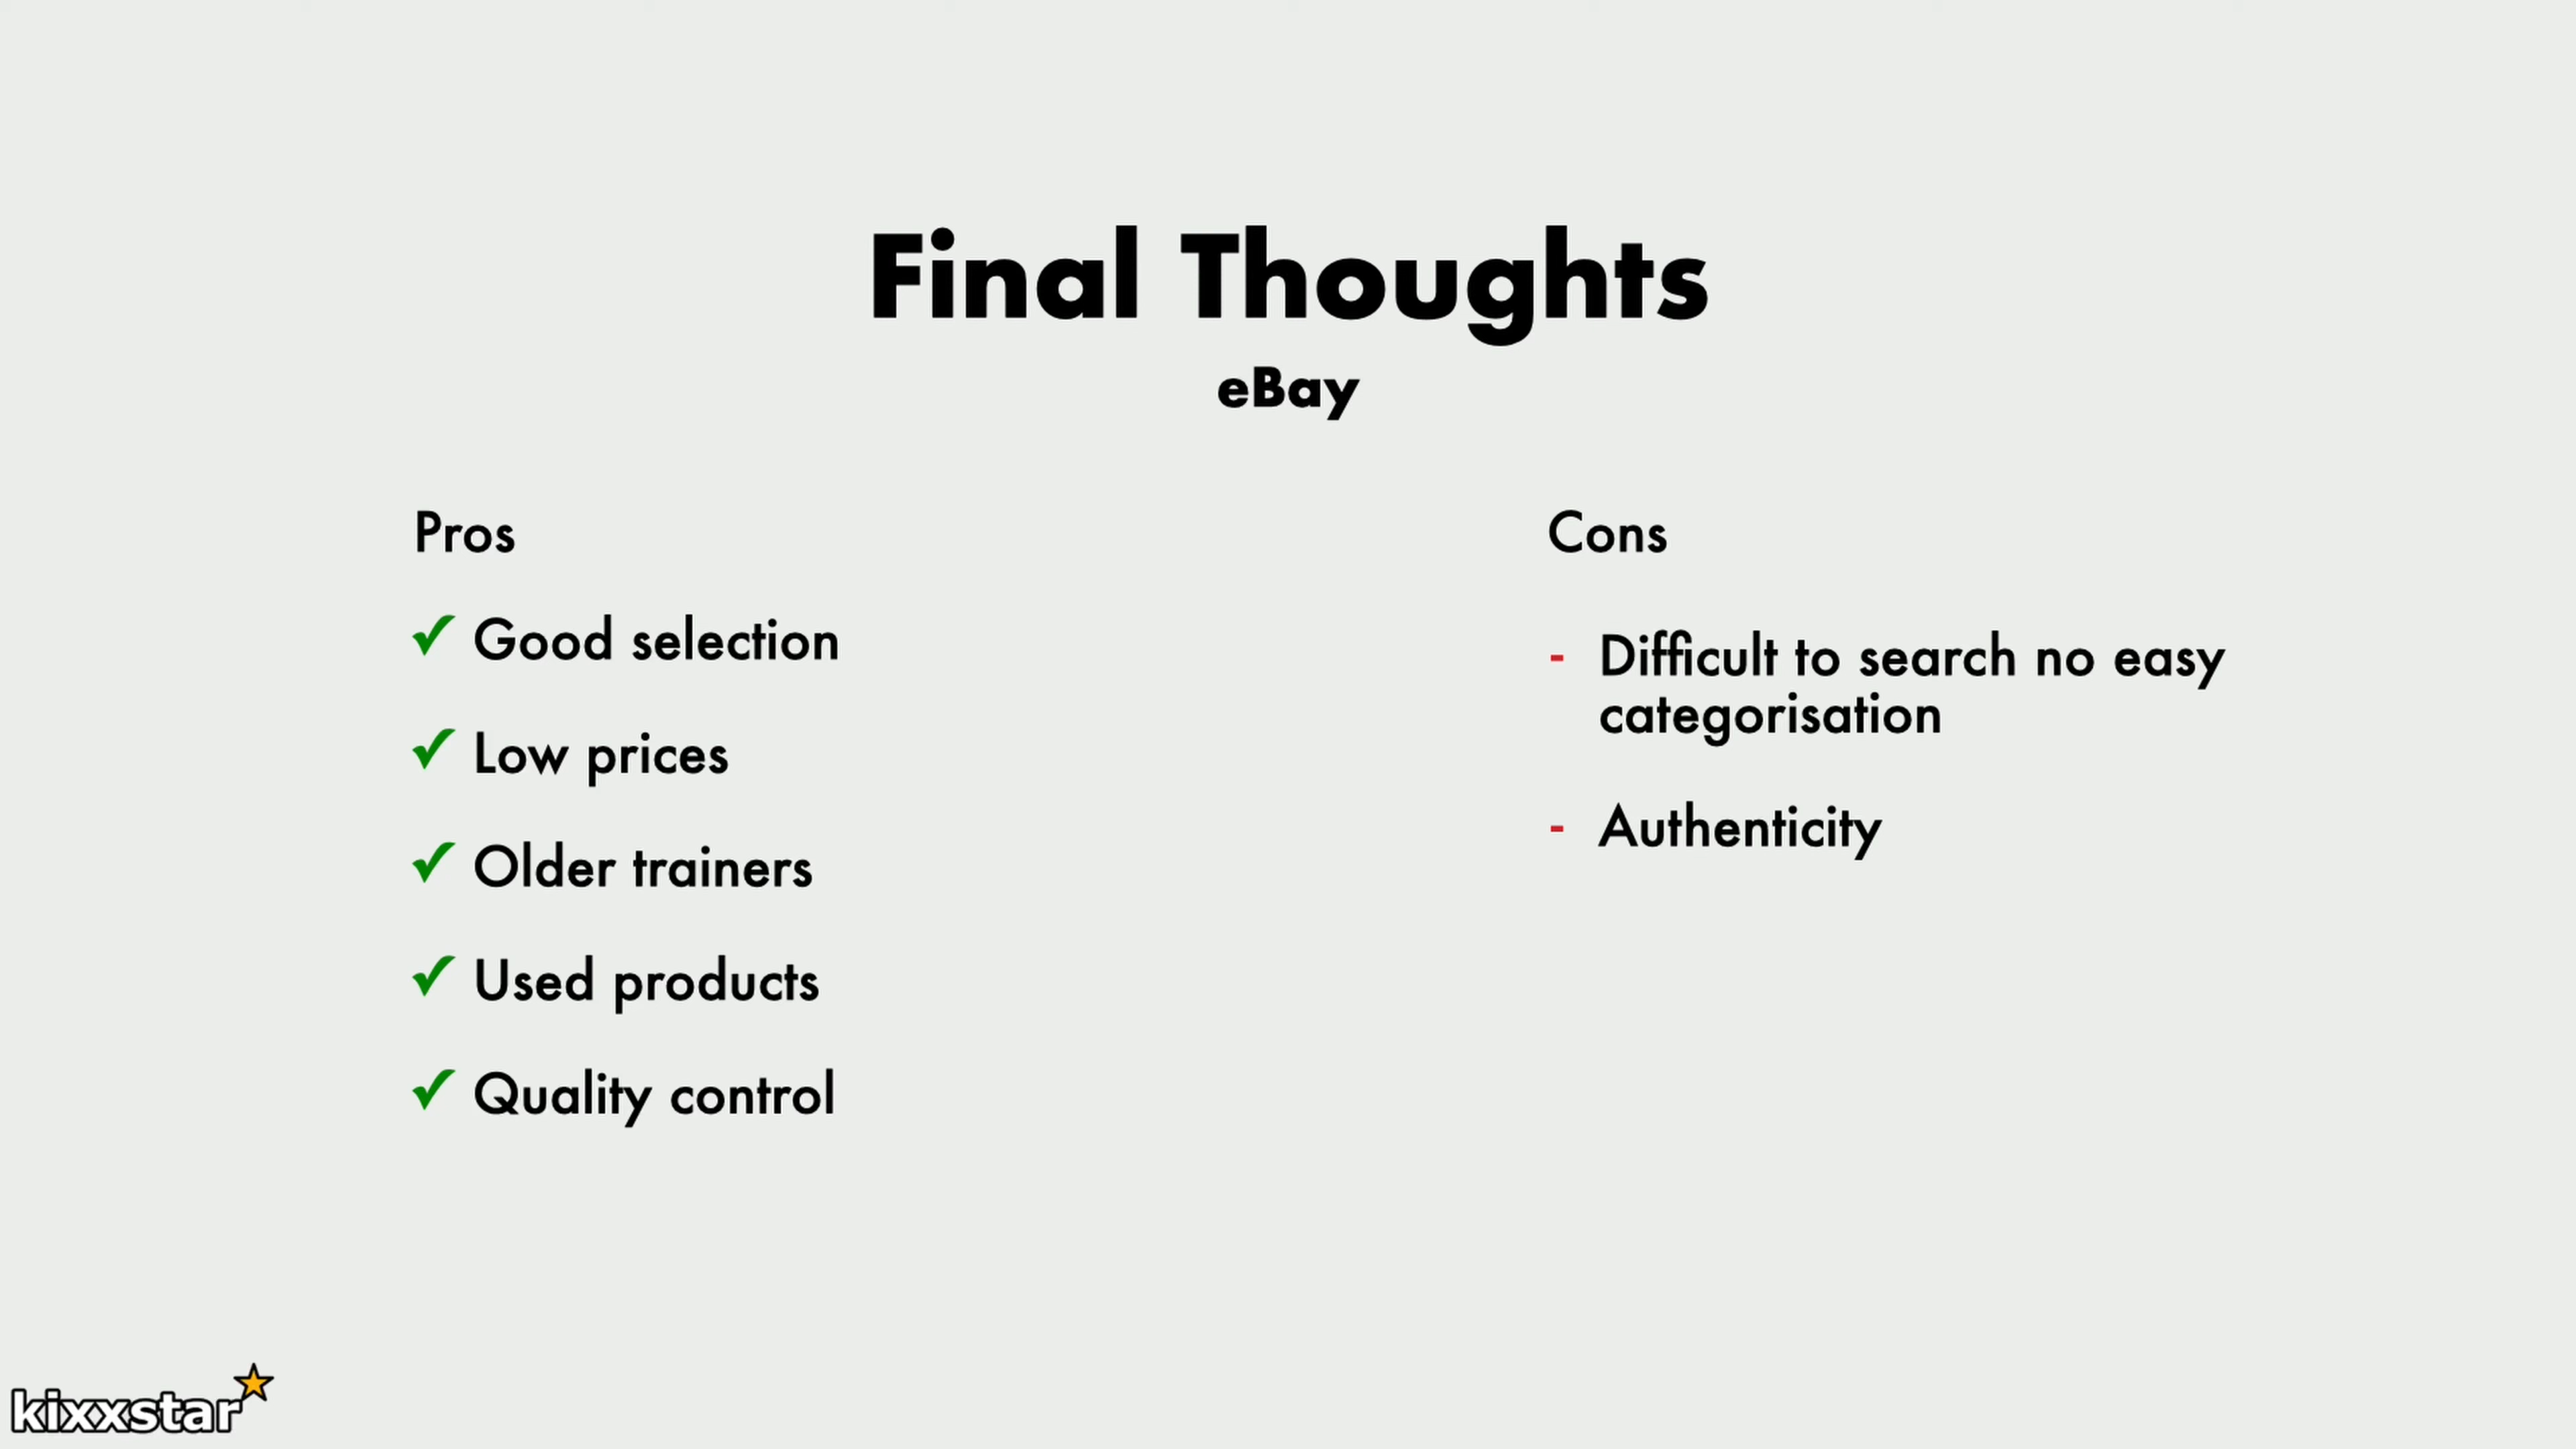 Final Thoughts
eBay
Pros
✓ Good selection
✓ Low prices
✓ Older trainers
✓ Used products
✓ Quality control
Cons
- Difficult to search no easy
categorisation
- Authenticity
kixxstar